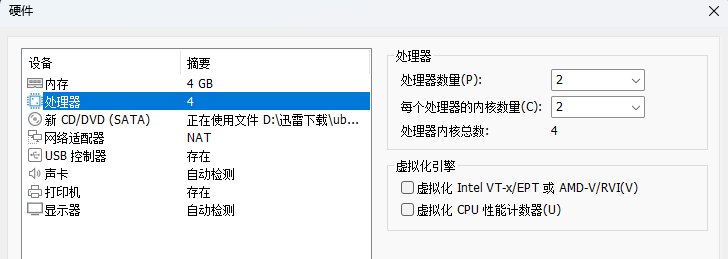 硬件
设备 摘要
内存 4 GB
处理器 4
新 CD/DVD (SATA) 正在使用文件 D:\迅雷下载\ub...
网络适配器 NAT
USB 控制器 存在
声卡 自动检测
打印机 存在
显示器 自动检测
处理器
处理器数量(P): 2
每个处理器的内核数量(C): 2
处理器内核总数: 4
虚拟化引擎
虚拟化 Intel VT-x/EPT 或 AMD-V/RVI(V)
虚拟化 CPU 性能计数器(U)